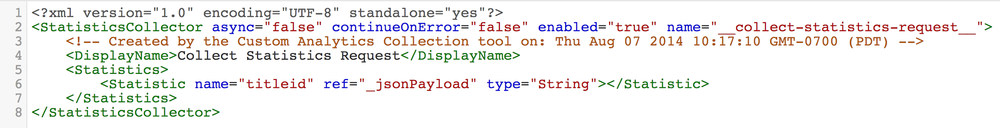 1 <?xml version="1.0" encoding="UTF-8" standalone="yes"?>
2 <StatisticsCollector async="false" continueOnError="false" enabled="true" name="__collect-statistics-request__">
3     <!-- Created by the Custom Analytics Collection tool on: Thu Aug 07 2014 10:17:10 GMT-0700 (PDT) -->
4     <DisplayName>Collect Statistics Request</DisplayName>
5     <Statistics>
6         <Statistic name="titleid" ref="_jsonPayload" type="String"></Statistic>
7     </Statistics>
8 </StatisticsCollector>